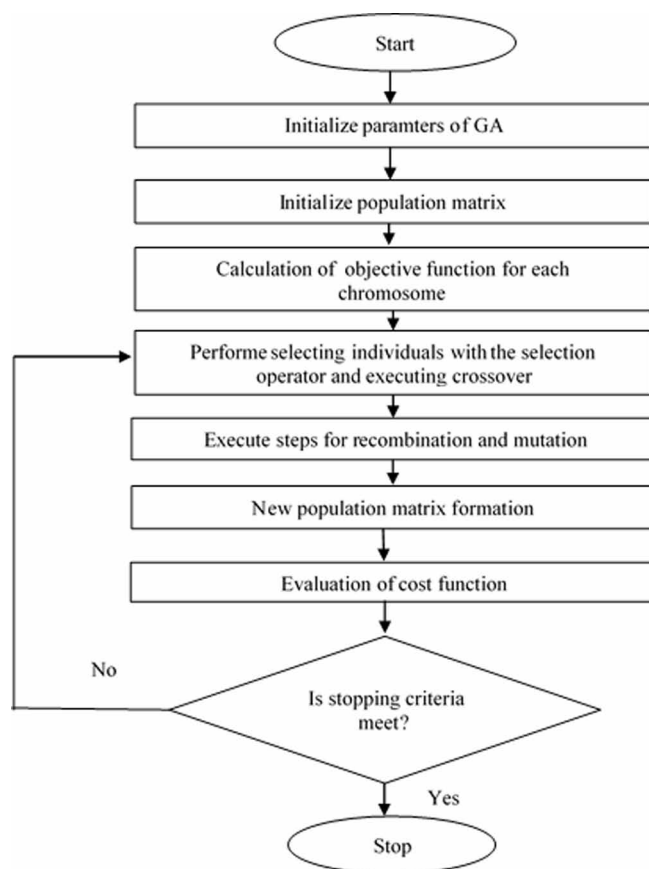 Start
Initialize paramters of GA
Initialize population matrix
Calculation of objective function for each
chromosome
Performe selecting individuals with the selection
operator and executing crossover
Execute steps for recombination and mutation
New population matrix formation
Evaluation of cost function
No
Is stopping criteria
meet?
Yes
Stop